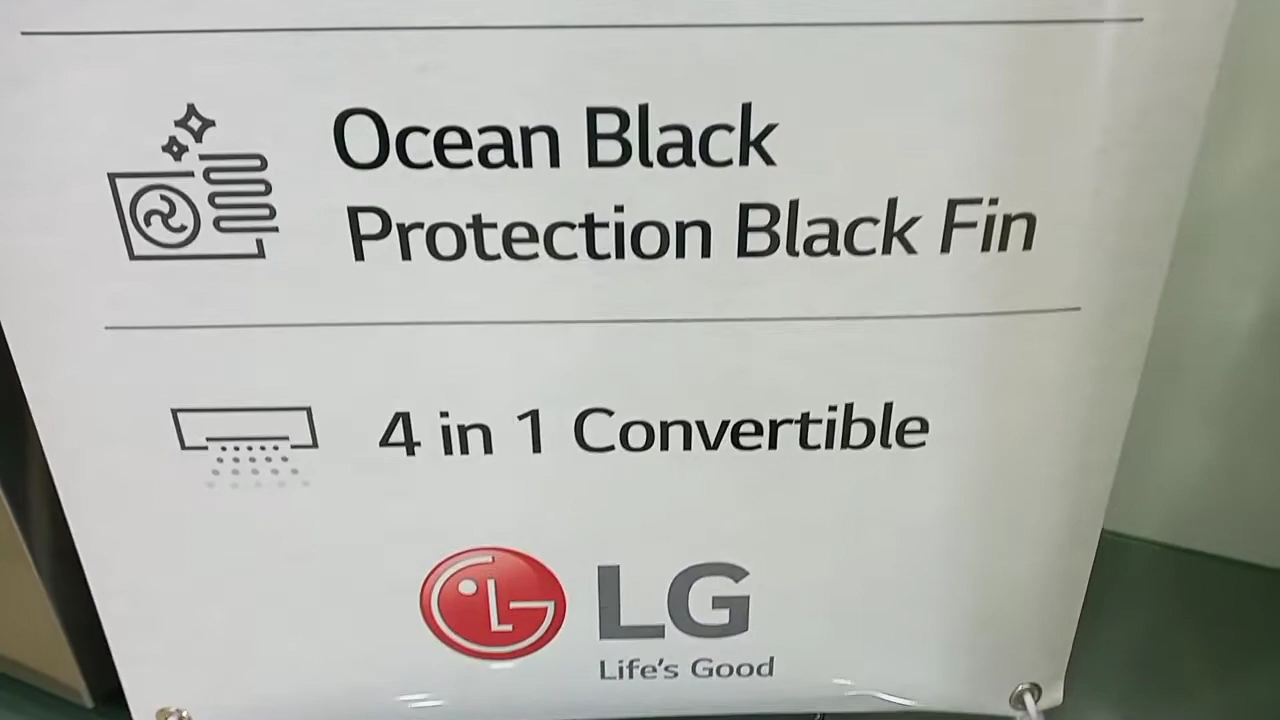 Ocean Black
Protection Black Fin
4 in 1 Convertible
LG
Life's Good